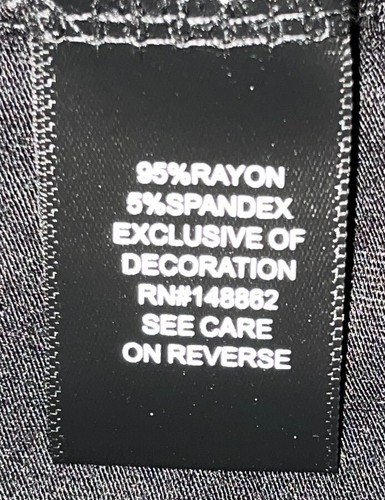 95%RAYON
5%SPANDEX
EXCLUSIVE OF
DECORATION
RN#148862
SEE CARE
ON REVERSE